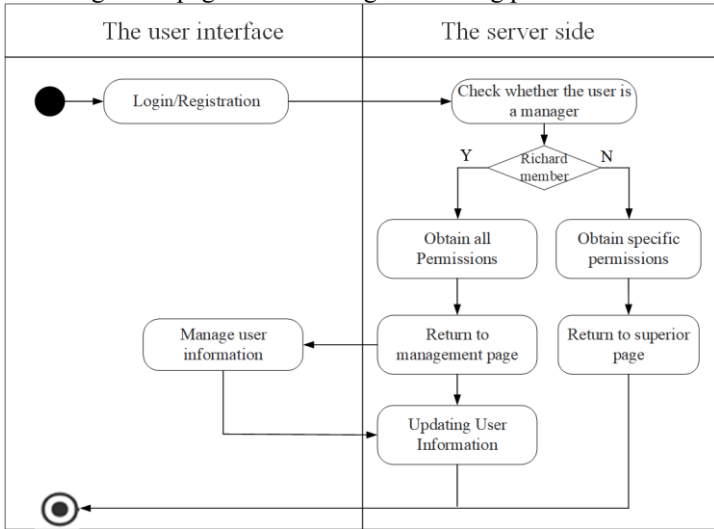 The user interface
The server side
Login/Registration
Check whether the user is
a manager
Y
Richard
member
N
Obtain all
Permissions
Obtain specific
permissions
Manage user
information
Return to
management page
Return to superior
page
Updating User
Information